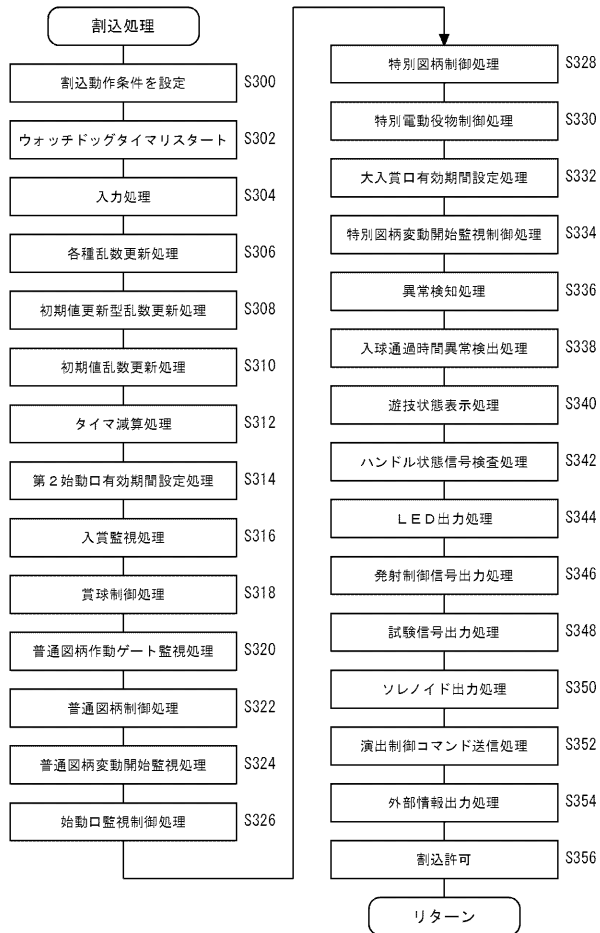 割込処理
割込動作条件を設定 S300
ウォッチドッグタイマリスタート S302
入力処理 S304
各種乱数更新処理 S306
初期値更新型乱数更新処理 S308
初期値乱数更新処理 S310
タイマ減算処理 S312
第2始動口有効期間設定処理 S314
入賞監視処理 S316
賞球制御処理 S318
普通図柄作動ゲート監視処理 S320
普通図柄制御処理 S322
普通図柄変動開始監視処理 S324
始動口監視制御処理 S326
特別図柄制御処理 S328
特別電動役物制御処理 S330
大入賞口有効期間設定処理 S332
特別図柄変動開始監視制御処理 S334
異常検知処理 S336
入球通過時間異常検出処理 S338
遊技状態表示処理 S340
ハンドル状態信号検査処理 S342
LED出力処理 S344
発射制御信号出力処理 S346
試験信号出力処理 S348
ソレノイド出力処理 S350
演出制御コマンド送信処理 S352
外部情報出力処理 S354
割込許可 S356
リターン